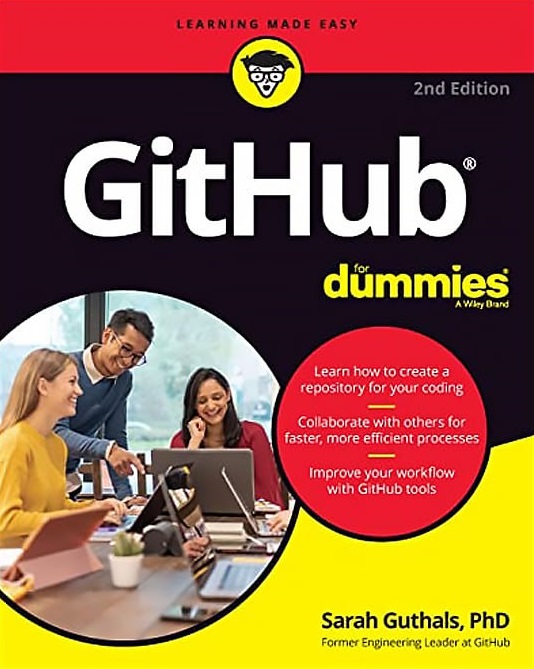 LEARNING MADE EASY
2nd Edition
GitHub®
for
dummies®
A Wiley Brand
Learn how to create a
repository for your coding
Collaborate with others for
faster, more efficient processes
Improve your workflow
with GitHub tools
Sarah Guthals, PhD
Former Engineering Leader at GitHub